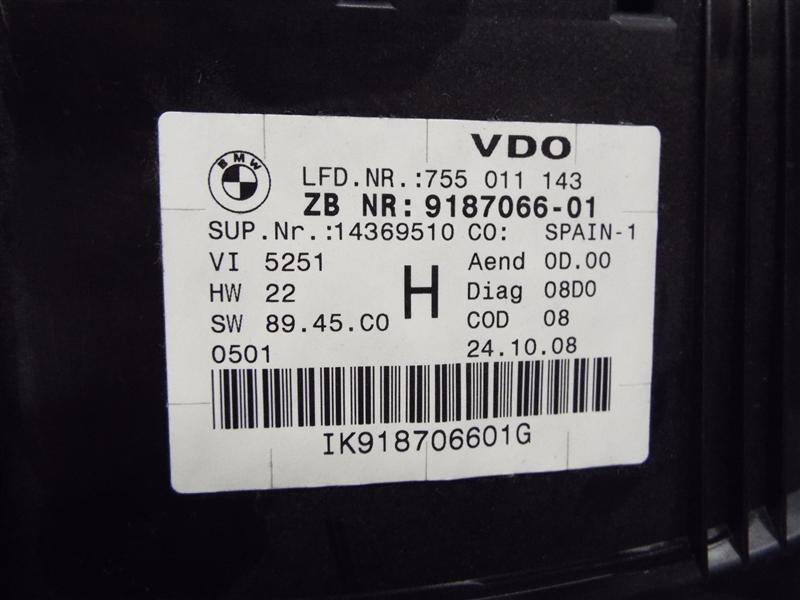 VDO
BMW
LFD.NR.:755 011 143
ZB NR: 9187066-01
SUP.Nr.:14369510 CO: SPAIN-1
VI 5251 Aend 0D.00
HW 22 H Diag 08D0
SW 89.45.C0 COD 08
0501 24.10.08
IK918706601G